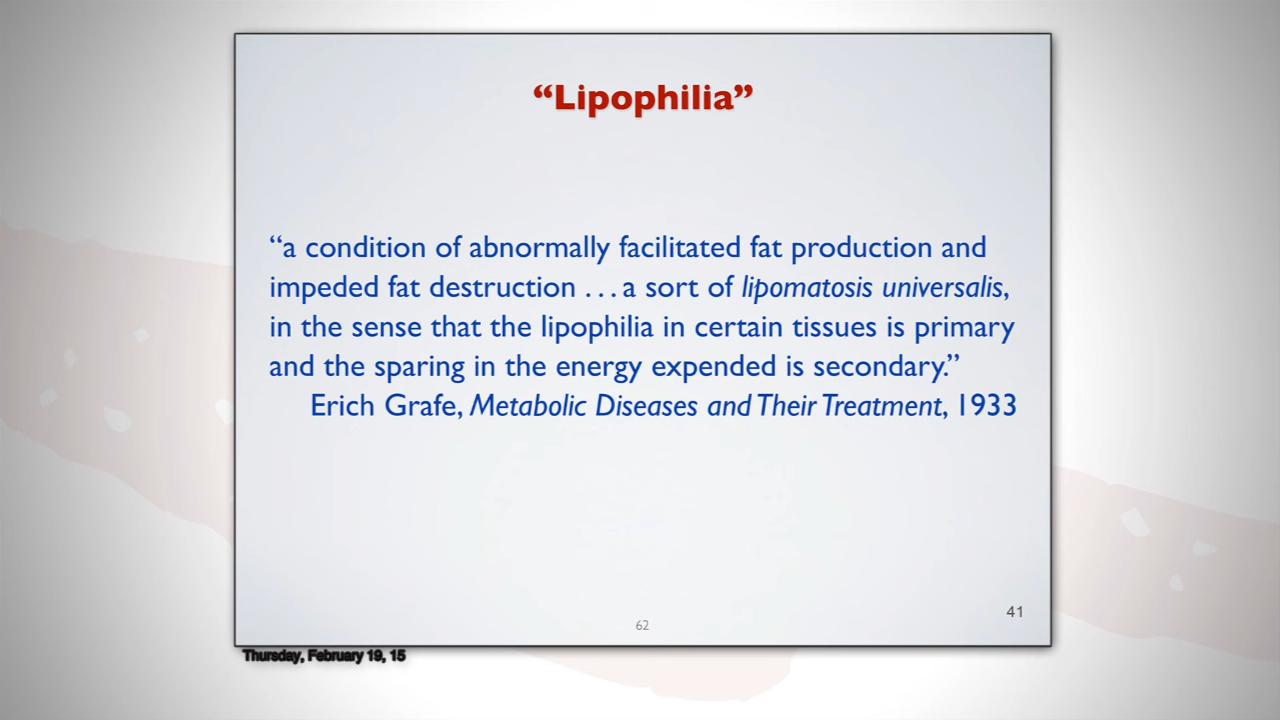 “Lipophilia”
“a condition of abnormally facilitated fat production and
impeded fat destruction . . . a sort of lipomatosis universalis,
in the sense that the lipophilia in certain tissues is primary
and the sparing in the energy expended is secondary.”
Erich Grafe, Metabolic Diseases and Their Treatment, 1933
41
62
Thursday, February 19, 15